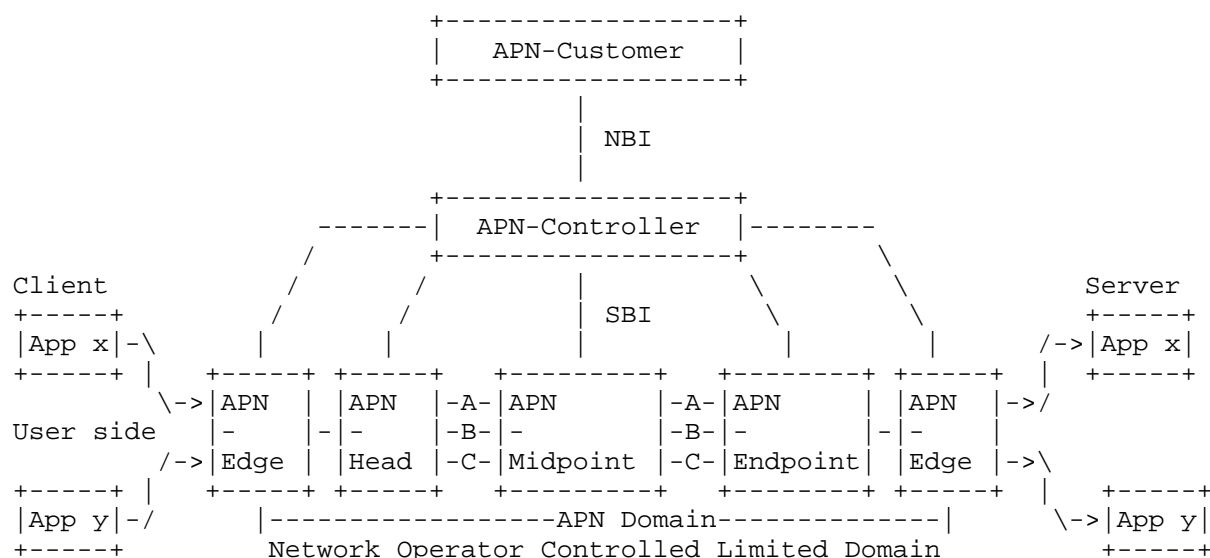 +------------------+
                          |   APN-Customer   |
                          +------------------+
                                   |
                                   | NBI
                                   |
                          +------------------+
                   -------|  APN-Controller  |--------
                  /       +------------------+        \
Client           /       /         |          \        \           Server
+-----+         /       /          | SBI       \        \          +-----+
|App x|-\      |       |           |            |        |      /->|App x|
+-----+ |   +-----+ +-----+   +---------+   +--------+ +-----+  |  +-----+
         \->|APN  | |APN  |-A-|APN      |-A-|APN     | |APN  |->/
User side   |-    |-|-    |-B-|-        |-B-|-       |-|-    |
         /->|Edge | |Head |-C-|Midpoint |-C-|Endpoint| |Edge |->\
+-----+ |   +-----+ +-----+   +---------+   +--------+ +-----+  |   +-----+
|App y|-/      |------------------APN Domain--------------|      \->|App y|
+-----+         Network Operator Controlled Limited Domain          +-----+